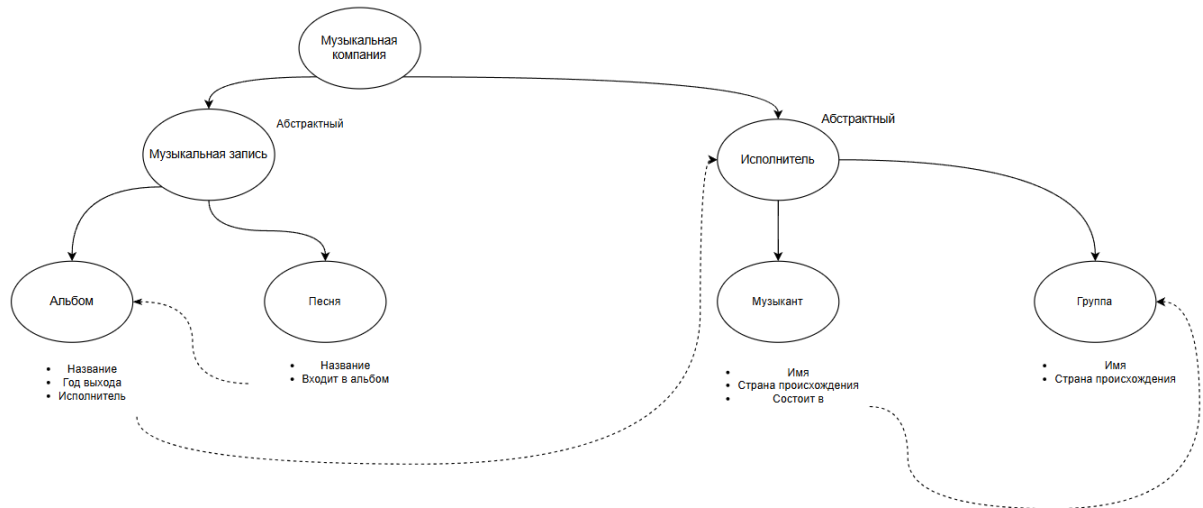 Музыкальная
компания
Абстрактный
Музыкальная запись
Абстрактный
Исполнитель
Альбом
Песня
Музыкант
Группа
• Название
• Год выхода
• Исполнитель
• Название
• Входит в альбом
• Имя
• Страна происхождения
• Состоит в
• Имя
• Страна происхождения